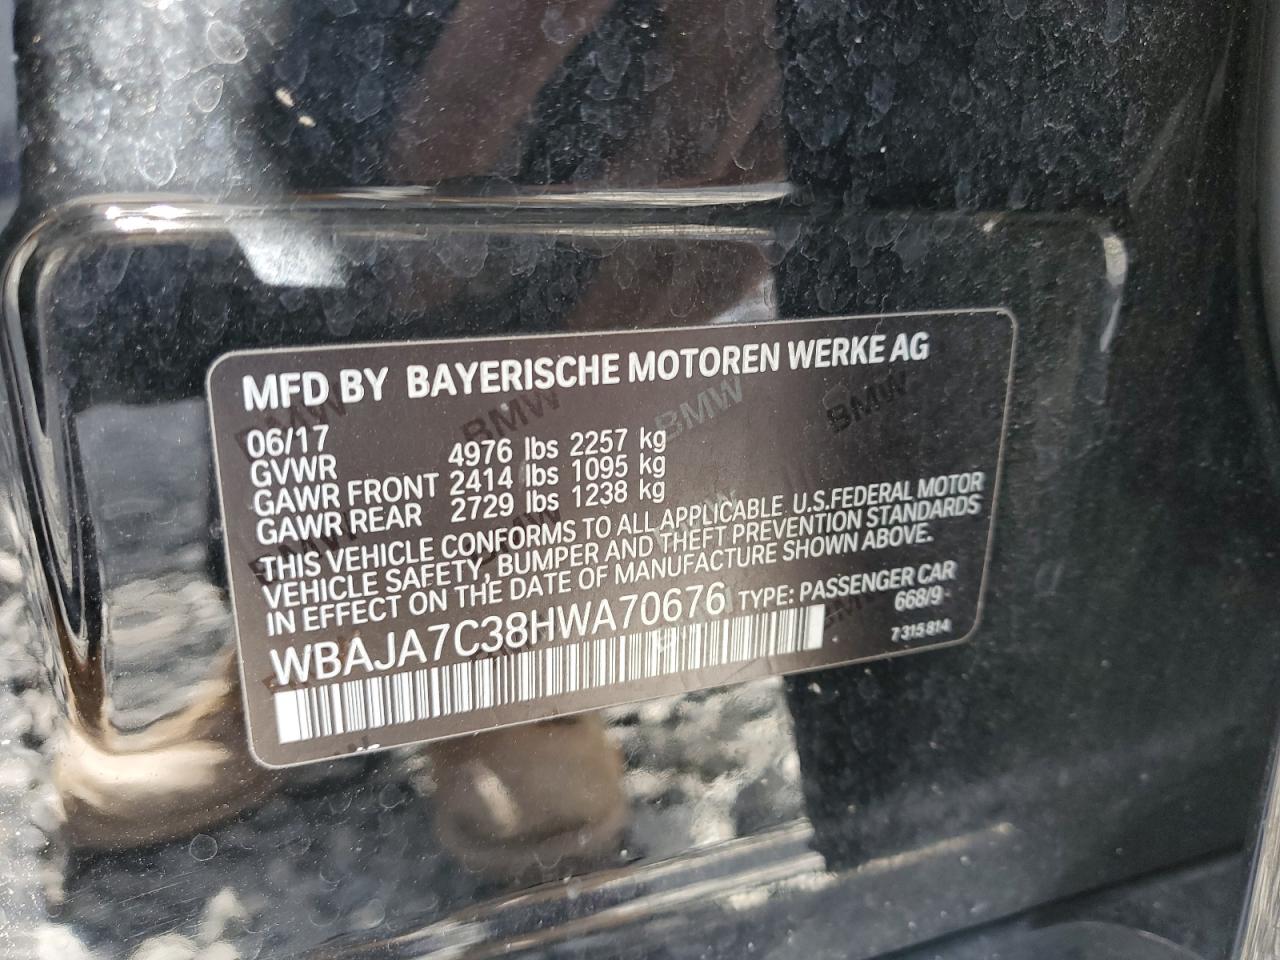 MFD BY BAYERISCHE MOTOREN WERKE AG
06/17
GVWR 4976 lbs 2257 kg
GAWR FRONT 2414 lbs 1095 kg
GAWR REAR 2729 lbs 1238 kg
THIS VEHICLE CONFORMS TO ALL APPLICABLE U.S.FEDERAL MOTOR
VEHICLE SAFETY, BUMPER AND THEFT PREVENTION STANDARDS
IN EFFECT ON THE DATE OF MANUFACTURE SHOWN ABOVE.
WBAJA7C38HWA70676 TYPE: PASSENGER CAR
668/9
7 315 814
BMW BMW BMW BMW